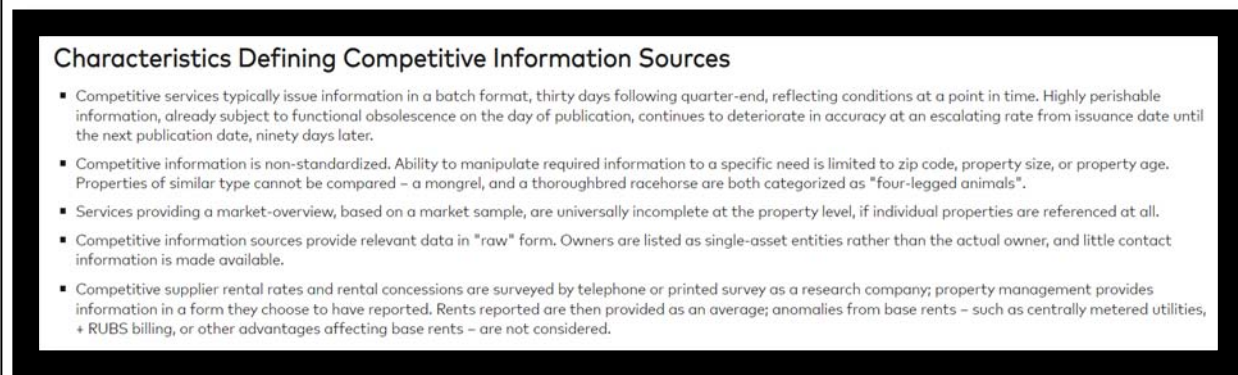 Characteristics Defining Competitive Information Sources
▪ Competitive services typically issue information in a batch format, thirty days following quarter-end, reflecting conditions at a point in time. Highly perishable
information, already subject to functional obsolescence on the day of publication, continues to deteriorate in accuracy at an escalating rate from issuance date until
the next publication date, ninety days later.
▪ Competitive information is non-standardized. Ability to manipulate required information to a specific need is limited to zip code, property size, or property age.
Properties of similar type cannot be compared – a mongrel, and a thoroughbred racehorse are both categorized as "four-legged animals".
▪ Services providing a market-overview, based on a market sample, are universally incomplete at the property level, if individual properties are referenced at all.
▪ Competitive information sources provide relevant data in "raw" form. Owners are listed as single-asset entities rather than the actual owner, and little contact
information is made available.
▪ Competitive supplier rental rates and rental concessions are surveyed by telephone or printed survey as a research company; property management provides
information in a form they choose to have reported. Rents reported are then provided as an average; anomalies from base rents – such as centrally metered utilities,
+ RUBS billing, or other advantages affecting base rents – are not considered.